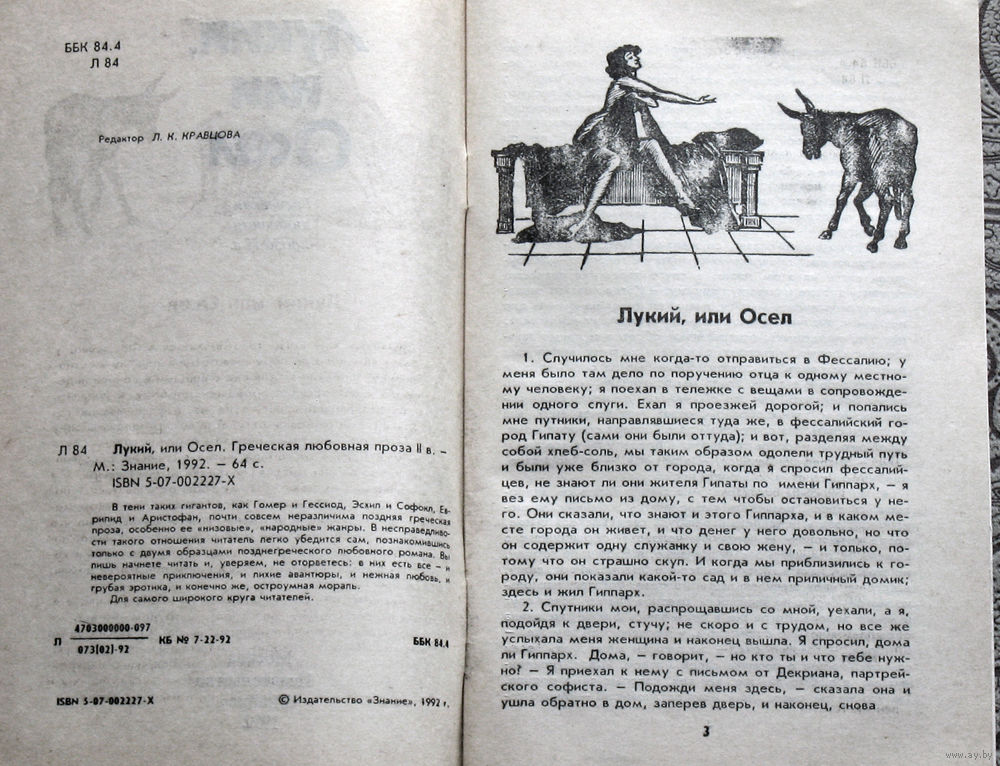 ББК 84.4
Л 84
Редактор Л. К. КРАВЦОВА
Л 84 Лукий, или Осел. Греческая любовная проза II в. –
М.: Знание, 1992. – 64 с.
ISBN 5-07-002227-X
В тени таких гигантов, как Гомер и Гесиод, Эсхил и Софокл, Ев-
рипид и Аристофан, почти совсем неразличима поздняя греческая
проза, особенно ее «низовые», «народные» жанры. В несправедливо-
сти такого отношения читатель легко убедится сам, познакомившись
только с двумя образцами позднегреческого любовного романа. Вы
лишь начнете читать и, уверяем, не оторветесь: в них есть все – и
невероятные приключения, и лихие авантюры, и нежная любовь, и
грубая эротика, и конечно же, остроумная мораль.
Для самого широкого круга читателей.
Л 4703000000-097
073(02)-92 КБ № 7-22-92 ББК 84.4
ISBN 5-07-002227-X © Издательство «Знание», 1992 г.
Лукий, или Осел
1. Случилось мне когда-то отправиться в Фессалию; у
меня было там дело по поручению отца к одному местно-
му человеку; я поехал в тележке с вещами в сопровожде-
нии одного слуги. Ехал я проезжей дорогой; и попались
мне путники, направлявшиеся туда же, в фессалийский го-
род Гипату (сами они были оттуда); и вот, разделяя между
собой хлеб-соль, мы таким образом одолели трудный путь
и были уже близко от города, когда я спросил фессалий-
цев, не знают ли они жителя Гипаты по имени Гиппарх, – я
вез ему письмо из дому, с тем чтобы остановиться у не-
го. Они сказали, что знают и этого Гиппарха, и в каком ме-
сте города он живет, и что денег у него довольно, но что
он содержит одну служанку и свою жену, – и только, по-
тому что он страшно скуп. И когда мы приблизились к го-
роду, они показали какой-то сад и в нем приличный домик;
здесь и жил Гиппарх.
2. Спутники мои, распрощавшись со мной, уехали, а я,
подойдя к двери, стучу; не скоро и с трудом, но все же
услыхала меня женщина и наконец вышла. Я спросил, дома
ли Гиппарх. Дома, – говорит, – но кто ты и что тебе нуж-
но? – Я приехал к нему с письмом от Декриана, партрей-
ского софиста. – Подожди меня здесь, – сказала она и
ушла обратно в дом, заперев дверь, и наконец, снова
3
www.ay.by